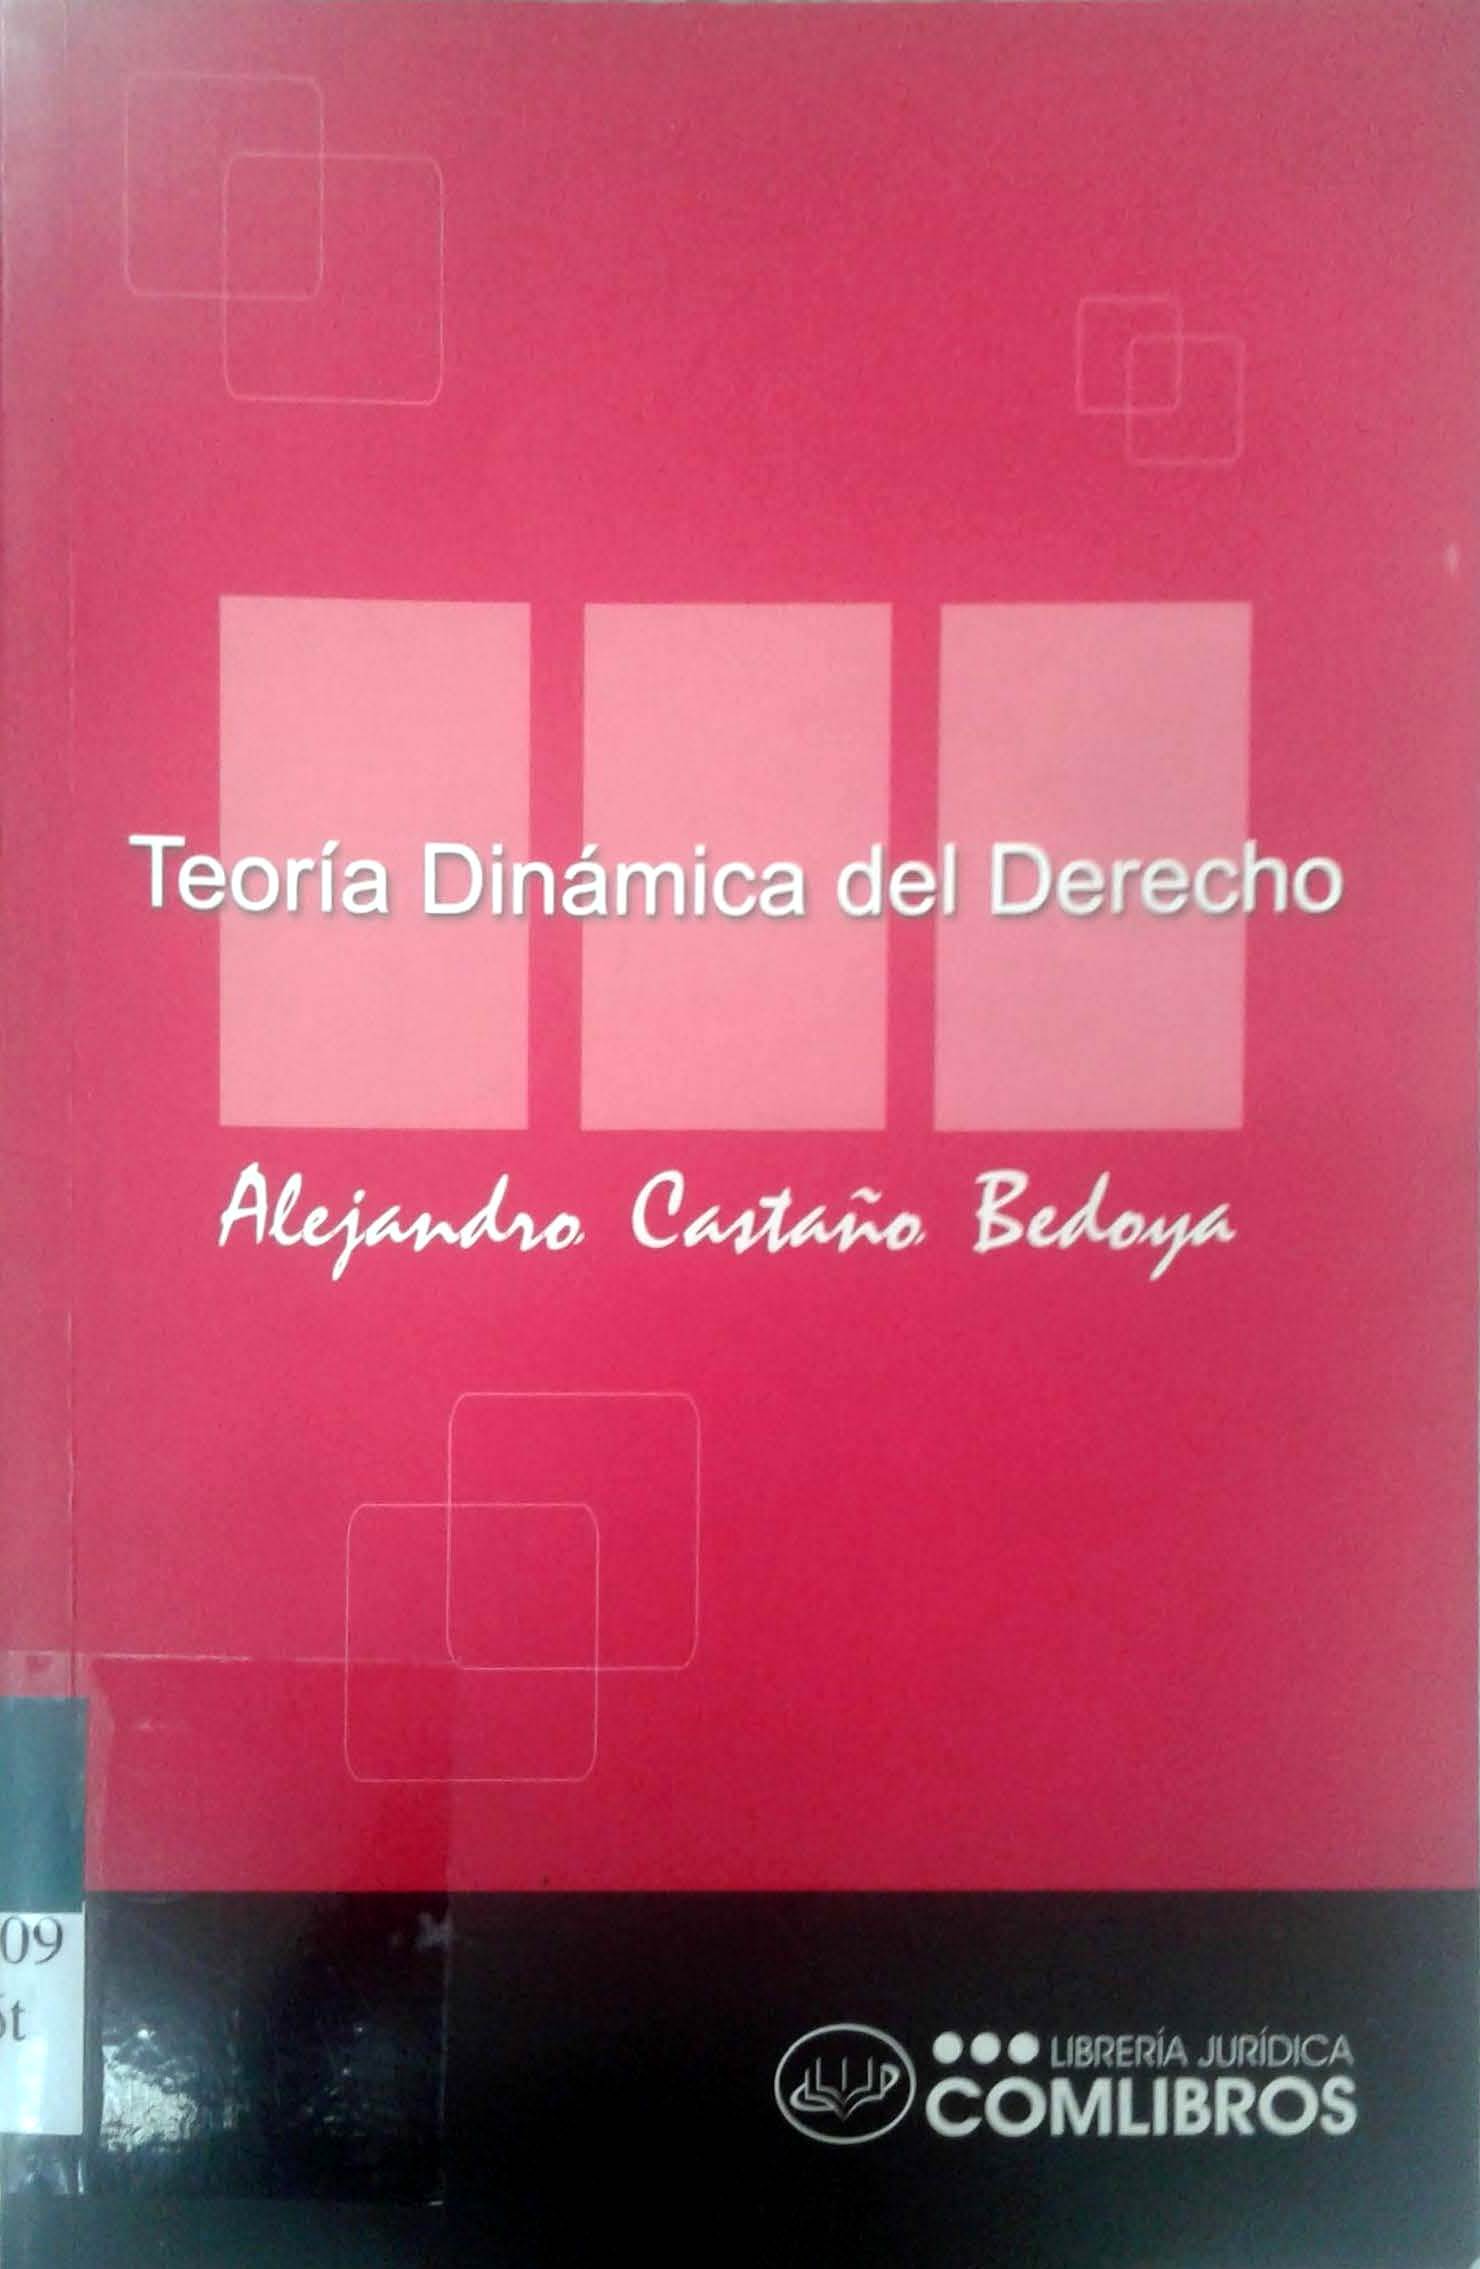 Teoría Dinámica del Derecho
Alejandro Castaño Bedoya
09
LIBRERÍA JURÍDICA
COMLIBROS